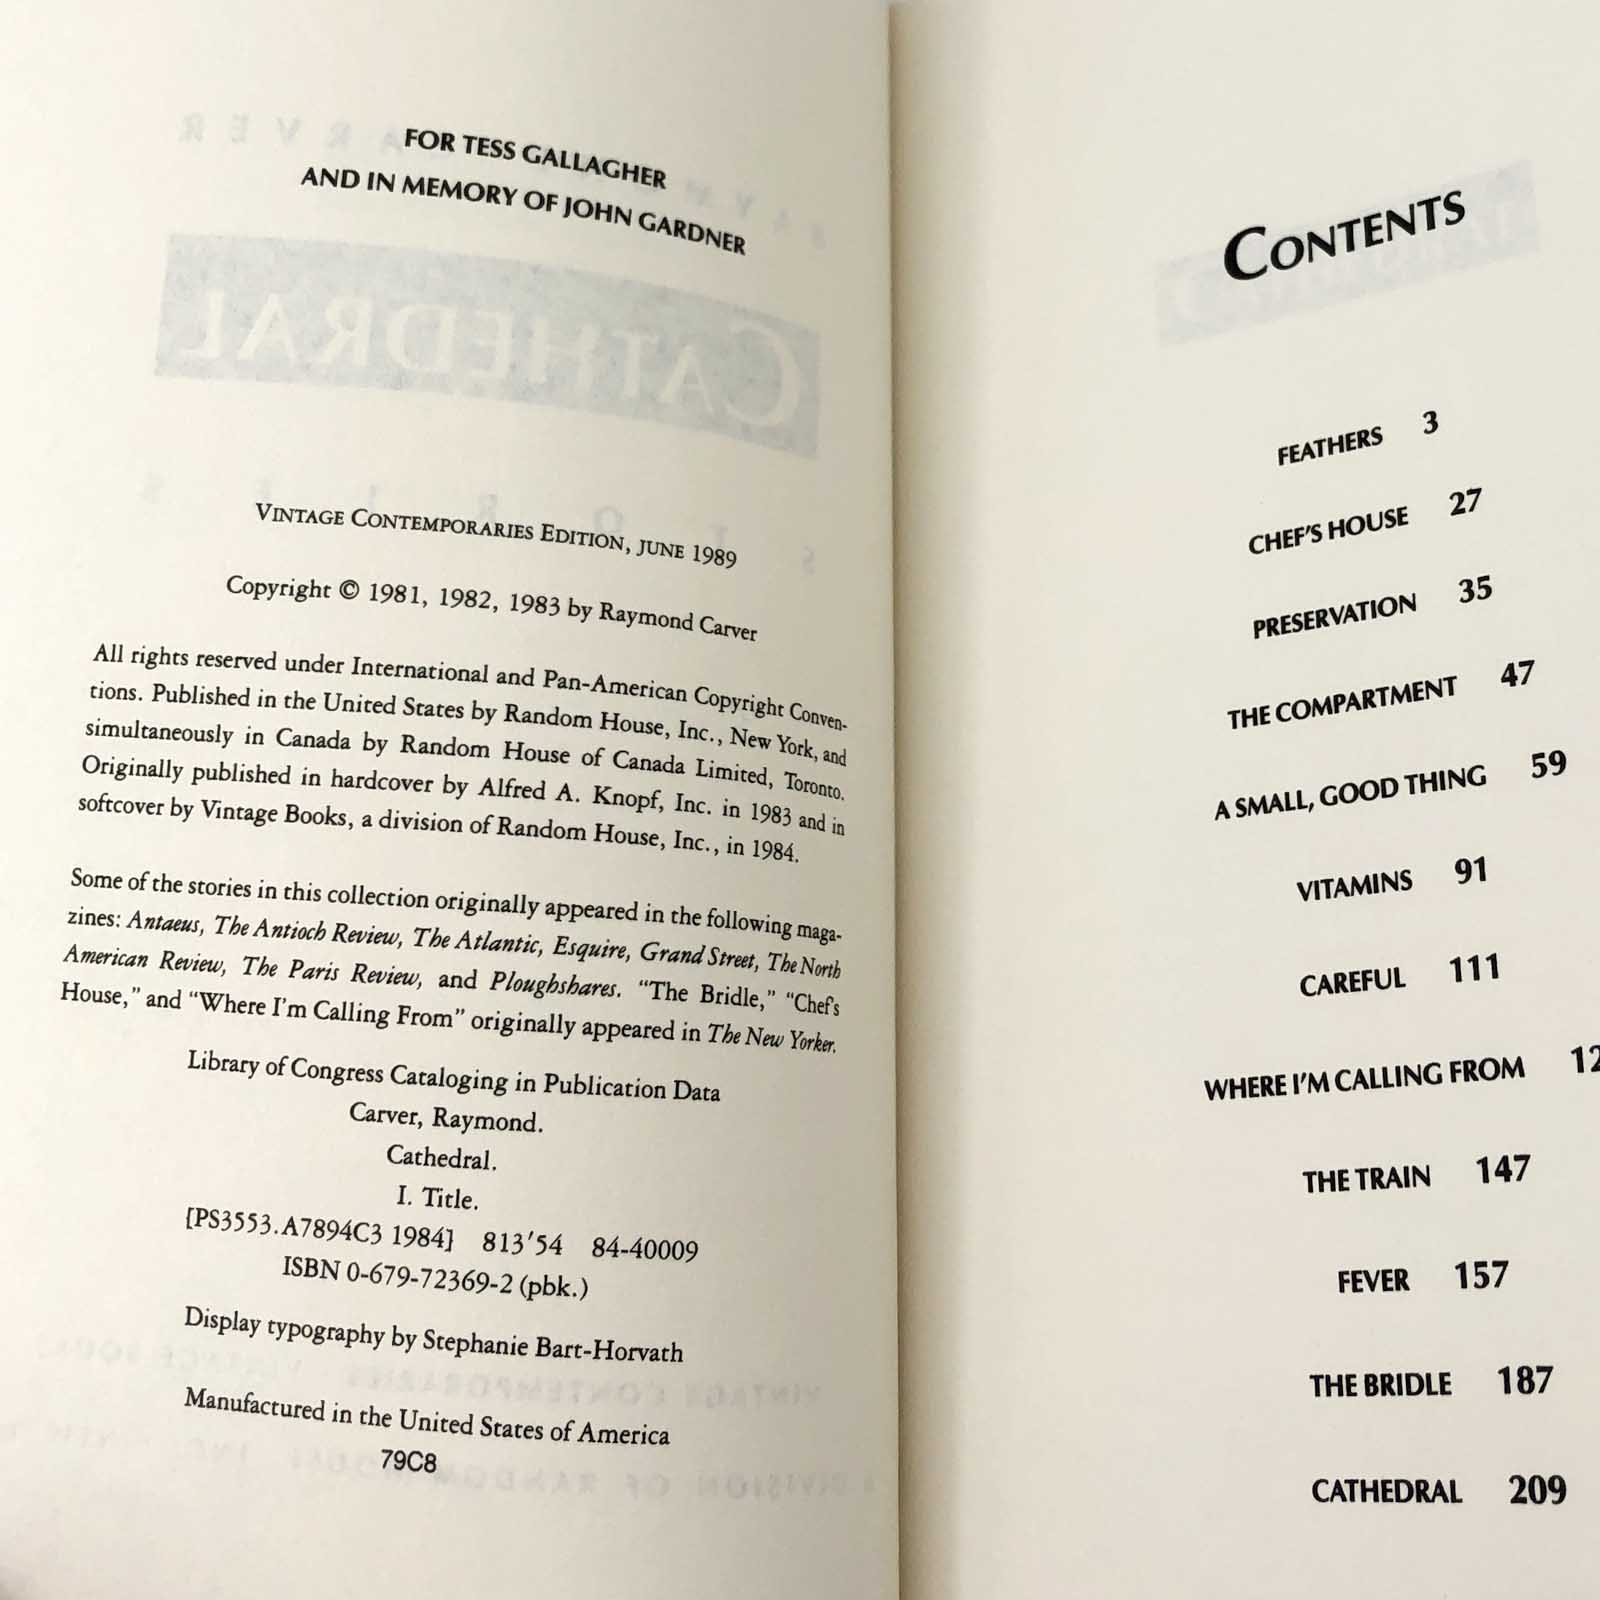 FOR TESS GALLAGHER
AND IN MEMORY OF JOHN GARDNER
CATHEDRAL
VINTAGE CONTEMPORARIES EDITION, JUNE 1989
Copyright © 1981, 1982, 1983 by Raymond Carver
All rights reserved under International and Pan-American Copyright Conven-
tions. Published in the United States by Random House, Inc., New York, and
simultaneously in Canada by Random House of Canada Limited, Toronto.
Originally published in hardcover by Alfred A. Knopf, Inc. in 1983 and in
softcover by Vintage Books, a division of Random House, Inc., in 1984.
Some of the stories in this collection originally appeared in the following maga-
zines: Antaeus, The Antioch Review, The Atlantic, Esquire, Grand Street, The North
American Review, The Paris Review, and Ploughshares. "The Bridle," "Chef's
House," and "Where I'm Calling From" originally appeared in The New Yorker.
Library of Congress Cataloging in Publication Data
Carver, Raymond.
Cathedral.
I. Title.
[PS3553.A7894C3 1984] 813'54 84-40009
ISBN 0-679-72369-2 (pbk.)
Display typography by Stephanie Bart-Horvath
Manufactured in the United States of America
79C8
CONTENTS
FEATHERS 3
CHEF'S HOUSE 27
PRESERVATION 35
THE COMPARTMENT 47
A SMALL, GOOD THING 59
VITAMINS 91
CAREFUL 111
WHERE I'M CALLING FROM 12
THE TRAIN 147
FEVER 157
THE BRIDLE 187
CATHEDRAL 209